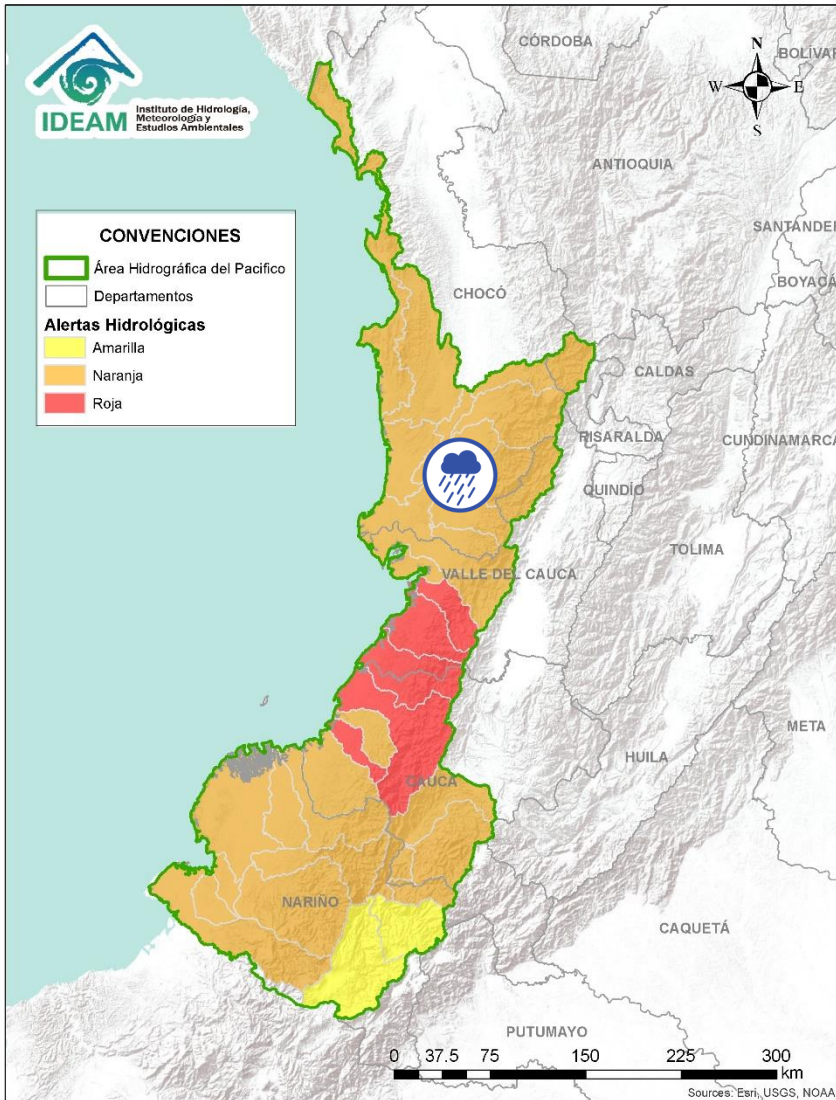 IDEAM
Instituto de Hidrología,
Meteorología y
Estudios Ambientales
N
W
E
S
CÓRDOBA
BOLÍVAR
ANTIOQUIA
SANTANDER
BOYACÁ
CHOCÓ
CALDAS
RISARALDA
CUNDINAMARCA
QUINDÍO
TOLIMA
VALLE DEL CAUCA
META
HUILA
CAUCA
NARIÑO
CAQUETÁ
PUTUMAYO
CONVENCIONES
Área Hidrográfica del Pacifico
Departamentos
Alertas Hidrológicas
Amarilla
Naranja
Roja
0 37.5 75 150 225 300
km
Sources: Esri, USGS, NOAA